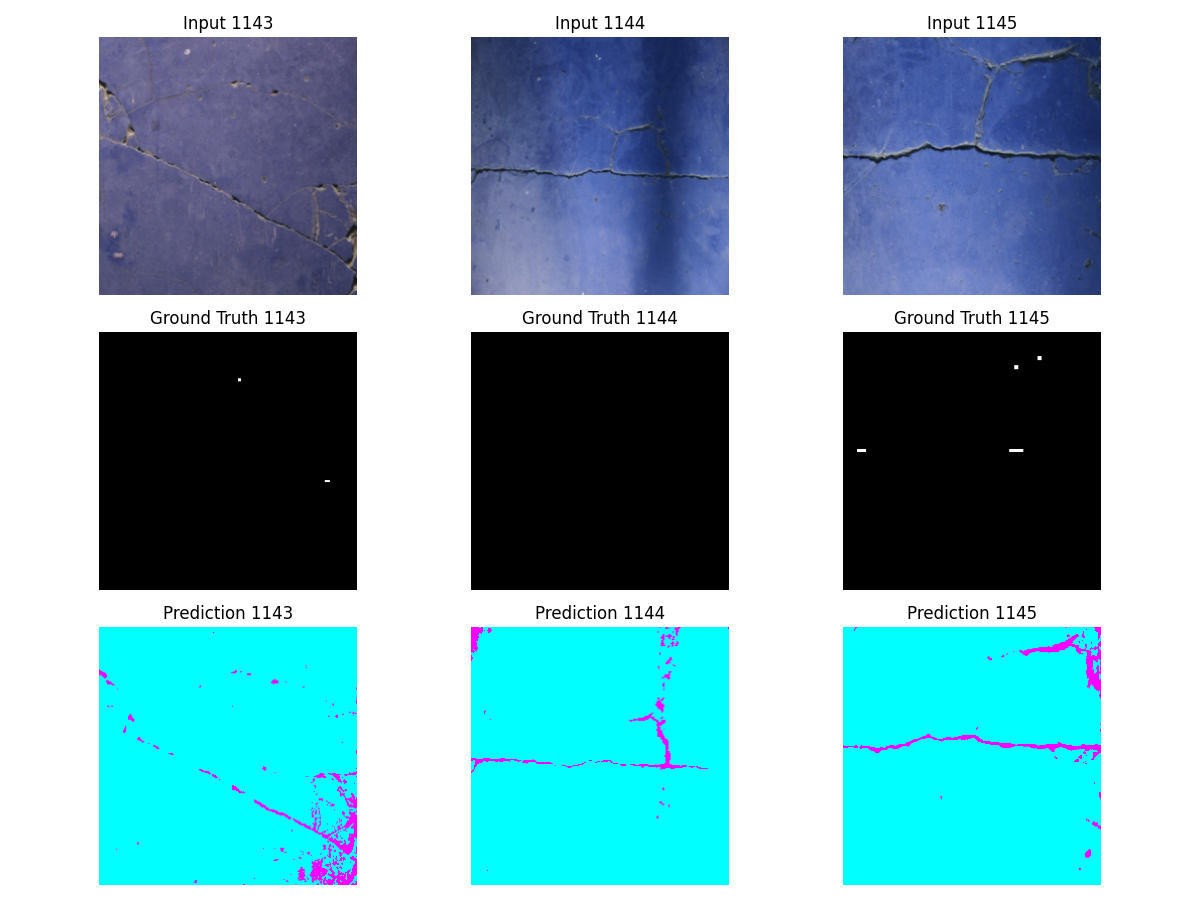 Input 1143
Input 1144
Input 1145
Ground Truth 1143
Ground Truth 1144
Ground Truth 1145
Prediction 1143
Prediction 1144
Prediction 1145